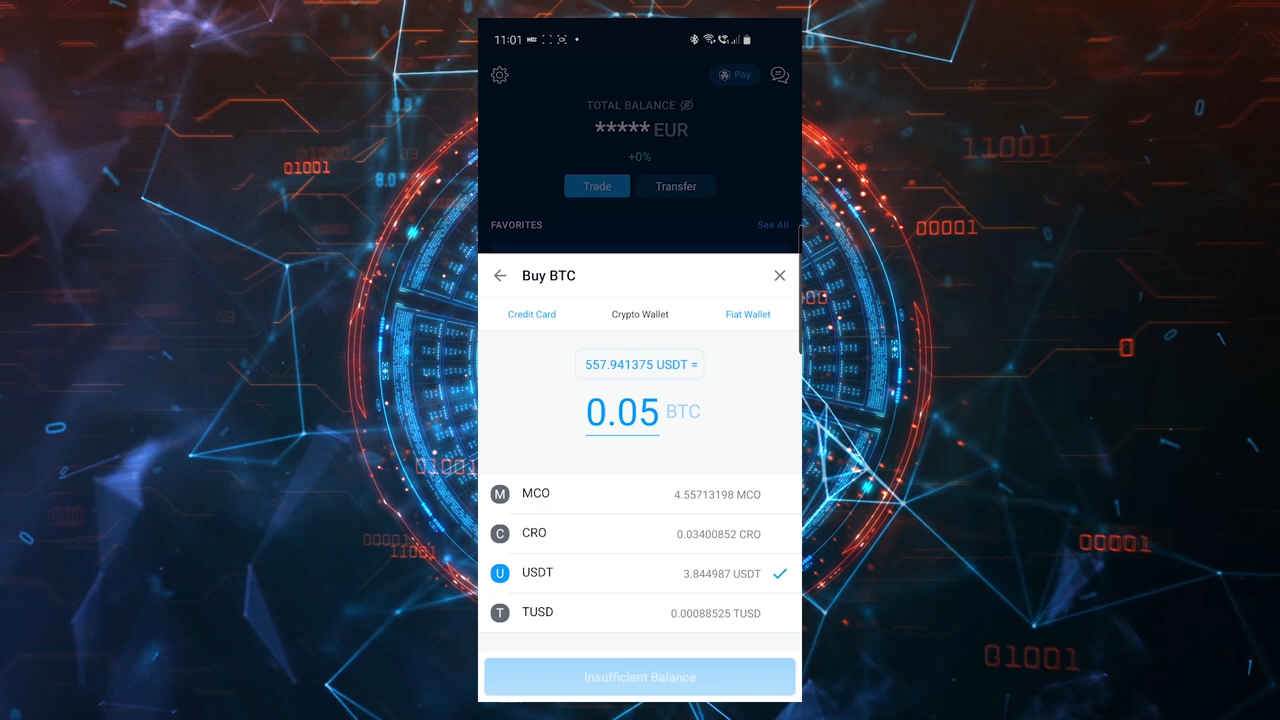 11:01
Pay
TOTAL BALANCE
***** EUR
+0%
Trade
Transfer
FAVORITES
See All
Buy BTC
Credit Card
Crypto Wallet
Fiat Wallet
557.941375 USDT =
0.05 BTC
M MCO 4.55713198 MCO
C CRO 0.03400852 CRO
U USDT 3.844987 USDT
T TUSD 0.00088525 TUSD
Insufficient Balance
01001
11001
00001
0
01001
11001
00001
01001